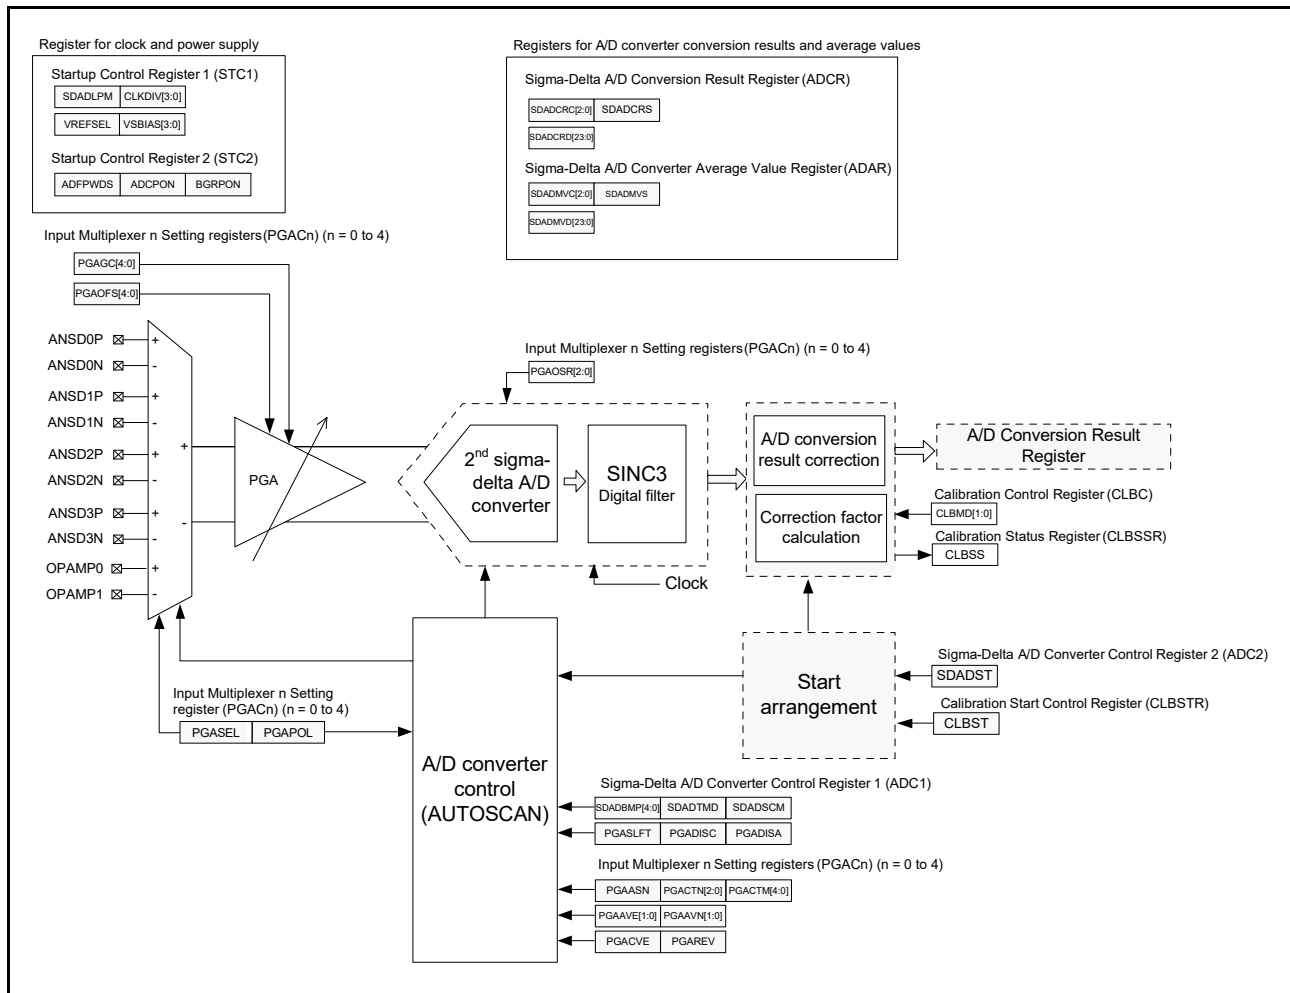 Register for clock and power supply
Startup Control Register 1 (STC1)
SDADLPM CLKDIV[3:0]
VREFSEL VSBIAS[3:0]
Startup Control Register 2 (STC2)
ADFPWDS ADCPON BGRPON
Registers for A/D converter conversion results and average values
Sigma-Delta A/D Conversion Result Register (ADCR)
SDADCRC[2:0] SDADCRS
SDADCRD[23:0]
Sigma-Delta A/D Converter Average Value Register (ADAR)
SDADMVC[2:0] SDADMVS
SDADMVD[23:0]
Input Multiplexer n Setting registers (PGACn) (n = 0 to 4)
PGAGC[4:0]
PGAOFS[4:0]
ANSD0P +
ANSD0N -
ANSD1P +
ANSD1N -
ANSD2P +
ANSD2N -
ANSD3P +
ANSD3N -
OPAMP0 +
OPAMP1 -
+
-
PGA
Input Multiplexer n Setting registers (PGACn) (n = 0 to 4)
PGAOSR[2:0]
2nd sigma-
delta A/D
converter
SINC3
Digital filter
Clock
A/D conversion
result correction
Correction factor
calculation
A/D Conversion Result
Register
Calibration Control Register (CLBC)
CLBMD[1:0]
Calibration Status Register (CLBSSR)
CLBSS
Input Multiplexer n Setting
register (PGACn) (n = 0 to 4)
PGASEL PGAPOL
A/D converter
control
(AUTOSCAN)
Start
arrangement
Sigma-Delta A/D Converter Control Register 2 (ADC2)
SDADST
Calibration Start Control Register (CLBSTR)
CLBST
Sigma-Delta A/D Converter Control Register 1 (ADC1)
SDADBMP[4:0] SDADTMD SDADSCM
PGASLFT PGADISC PGADISA
Input Multiplexer n Setting registers (PGACn) (n = 0 to 4)
PGAASN PGACTN[2:0] PGACTM[4:0]
PGAAVE[1:0] PGAAVN[1:0]
PGACVE PGAREV